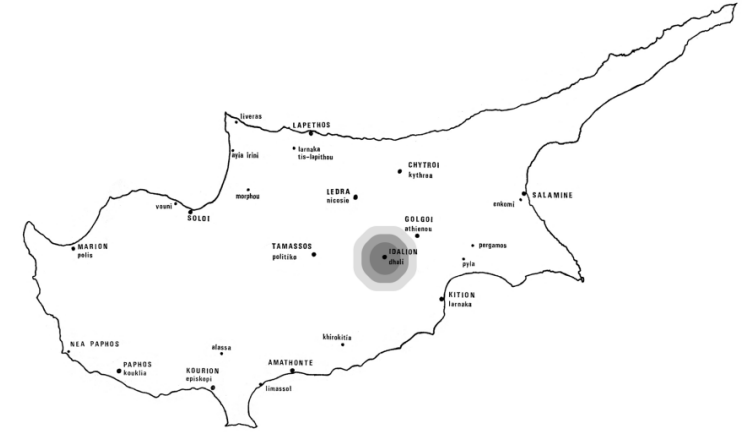 liveras
LAPETHOS
larnaka
tis-lapithou
ayia irini
CHYTROI
kythrea
morphou
LEDRA
nicosie
SALAMINE
enkomi
vouni
SOLOI
GOLGOI
athienou
MARION
polis
TAMASSOS
politiko
IDALION
dhali
pergamos
pyla
KITION
larnaka
khirokitia
NEA PAPHOS
alassa
PAPHOS
kouklia
KOURION
episkopi
AMATHONTE
limassol